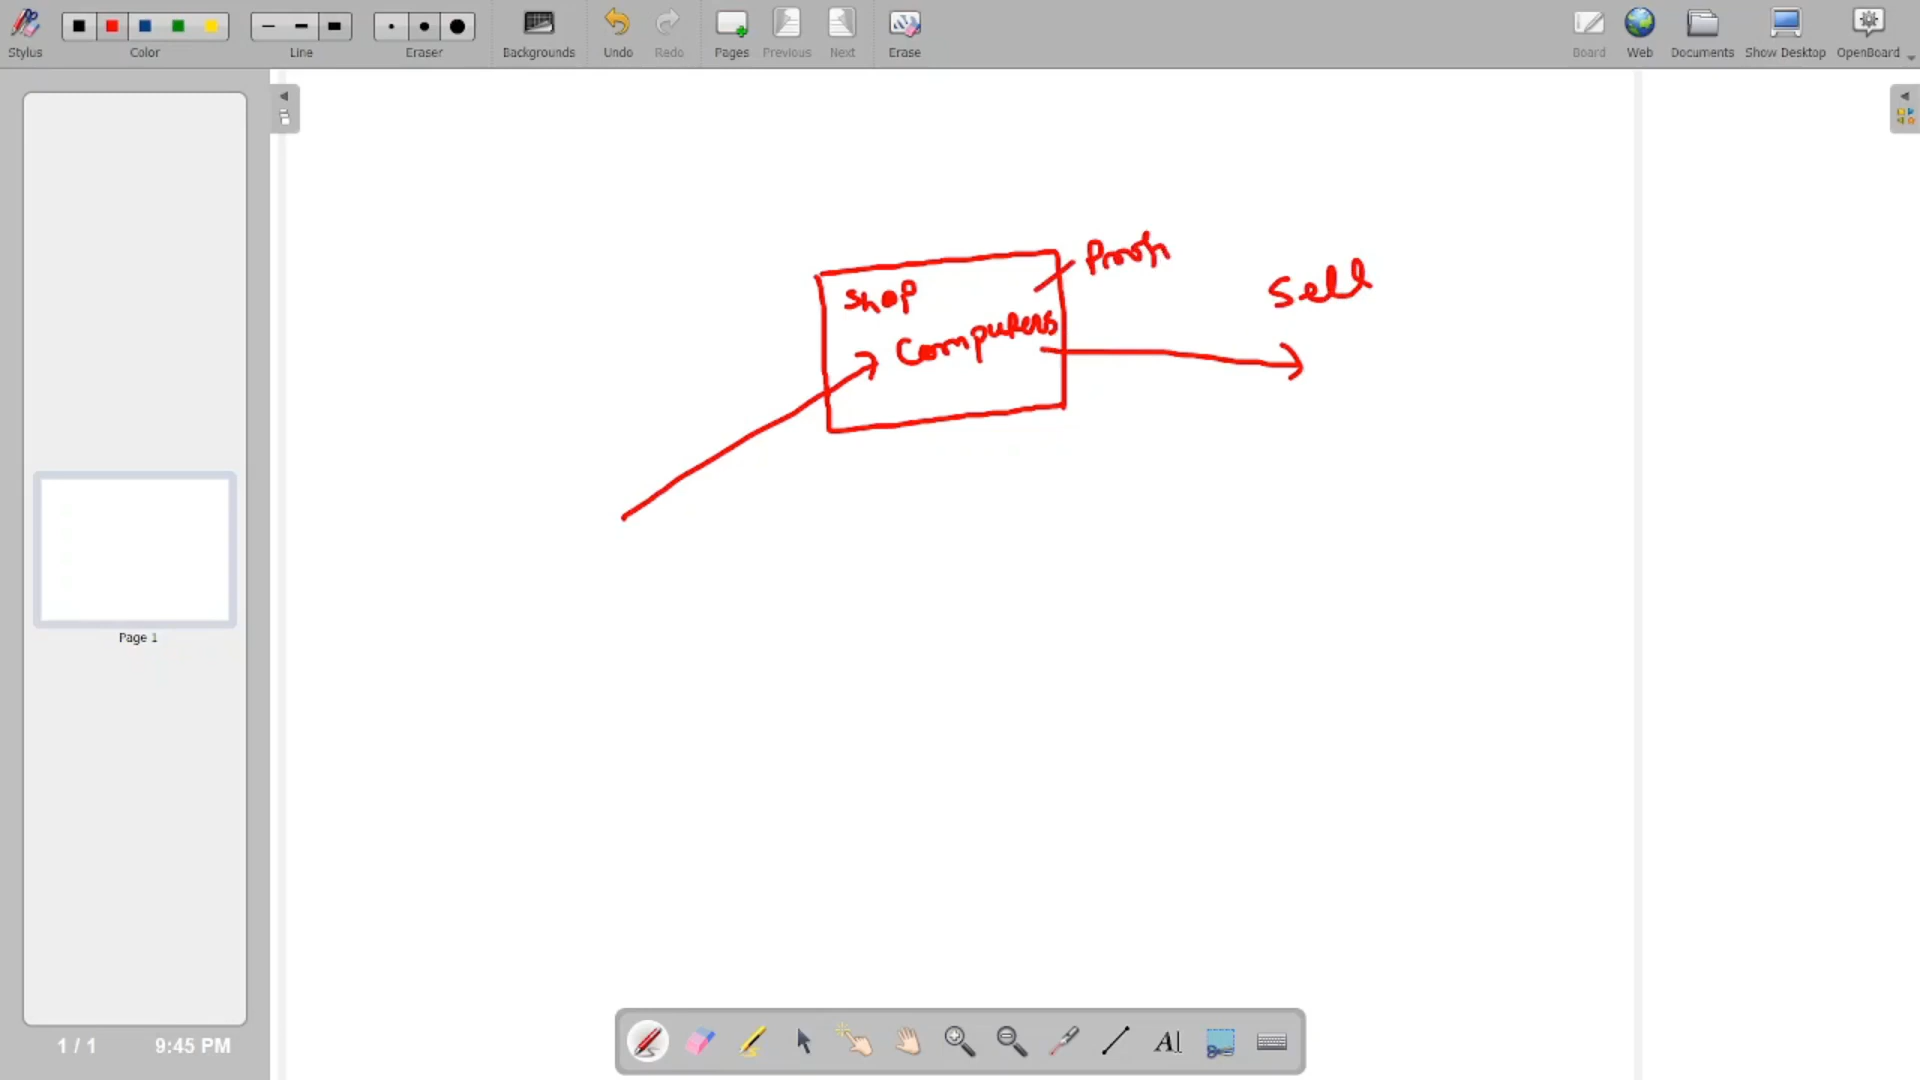 Stylus
Color
Line
Eraser
Backgrounds
Undo
Redo
Pages
Previous
Next
Erase
Board
Web
Documents
Show Desktop
OpenBoard
Shop
Computers
Sell
Page 1
1 / 1
9:45 PM
AI